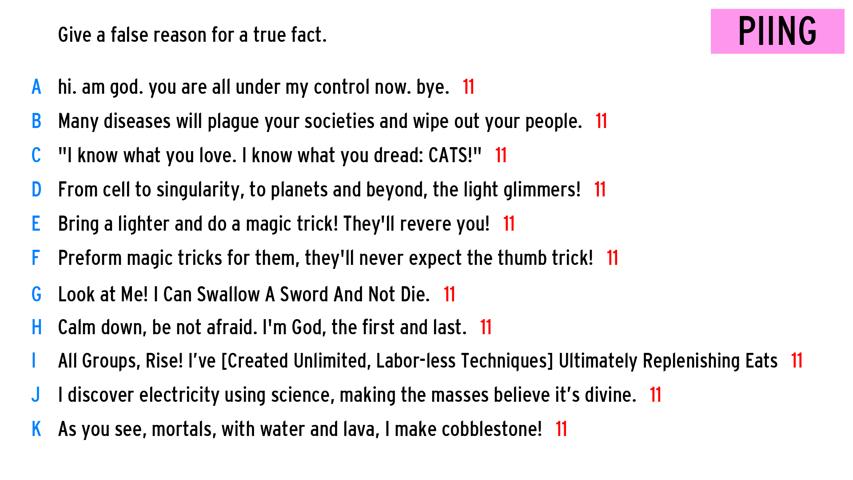 Give a false reason for a true fact.
PIING
A hi. am god. you are all under my control now. bye. 11
B Many diseases will plague your societies and wipe out your people. 11
C "I know what you love. I know what you dread: CATS!" 11
D From cell to singularity, to planets and beyond, the light glimmers! 11
E Bring a lighter and do a magic trick! They'll revere you! 11
F Preform magic tricks for them, they'll never expect the thumb trick! 11
G Look at Me! I Can Swallow A Sword And Not Die. 11
H Calm down, be not afraid. I'm God, the first and last. 11
I All Groups, Rise! I’ve [Created Unlimited, Labor-less Techniques] Ultimately Replenishing Eats 11
J I discover electricity using science, making the masses believe it’s divine. 11
K As you see, mortals, with water and lava, I make cobblestone! 11